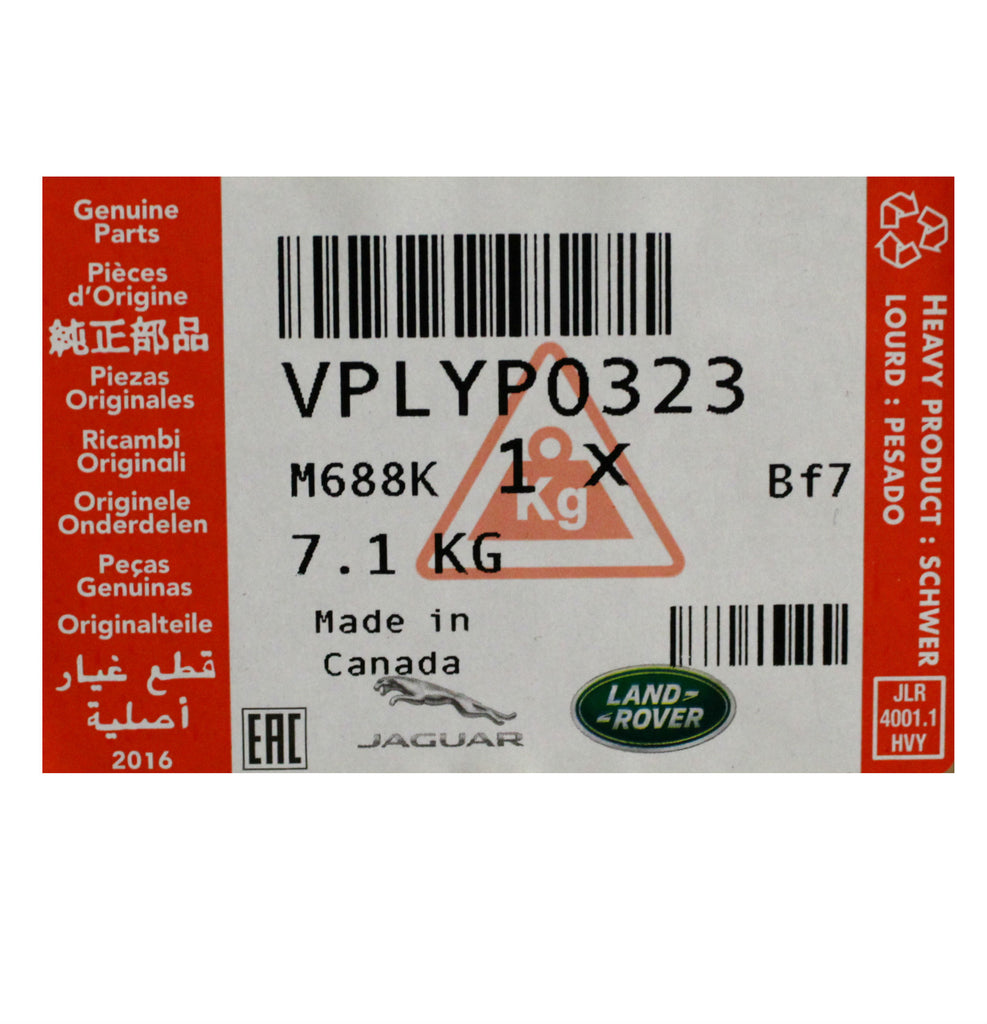 Genuine
Parts
Pièces
d'Origine
純正部品
Piezas
Originales
Ricambi
Originali
Originele
Onderdelen
Peças
Genuinas
Originalteile
قطع غيار
أصلية
2016
VPLYP0323
1 X
Kg
M688K
Bf7
7.1 KG
Made in
Canada
EAC
JAGUAR
LAND-
-ROVER
HEAVY PRODUCT : SCHWER
LOURD : PESADO
JLR
4001.1
HVY